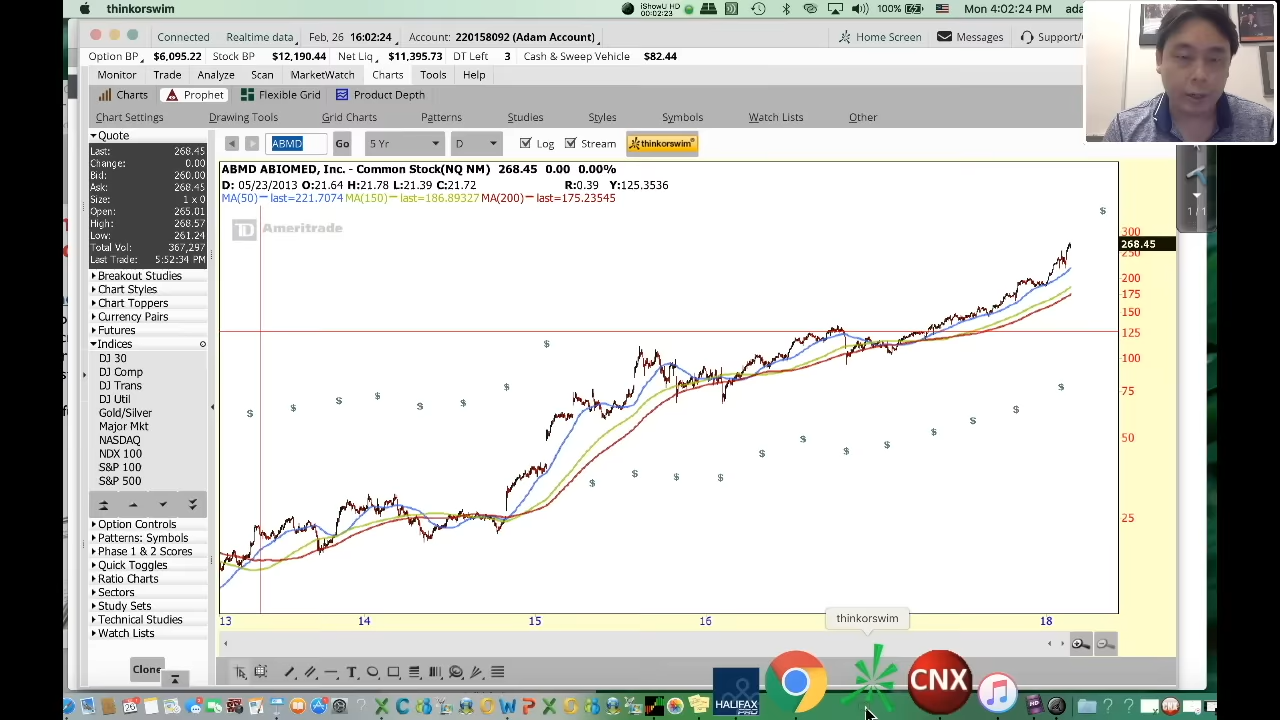 thinkorswim
iShowU HD
00:02:23
100%
Mon 4:02:24 PM
Connected Realtime data Feb, 26 16:02:24 Account: 220158092 (Adam Account) Home Screen Messages Support/
Option BP $6,095.22 Stock BP $12,190.44 Net Liq $11,395.73 DT Left 3 Cash & Sweep Vehicle $82.44
Monitor Trade Analyze Scan MarketWatch Charts Tools Help
Charts Prophet Flexible Grid Product Depth
Chart Settings Drawing Tools Grid Charts Patterns Studies Styles Symbols Watch Lists Other
Quote
Last: 268.45
Change: 0.00
Bid: 260.00
Ask: 268.45
Size: 1 x 0
Open: 265.01
High: 268.57
Low: 261.24
Total Vol: 367,297
Last Trade: 5:52:34 PM
Breakout Studies
Chart Styles
Chart Toppers
Currency Pairs
Futures
Indices
DJ 30
DJ Comp
DJ Trans
DJ Util
Gold/Silver
Major Mkt
NASDAQ
NDX 100
S&P 100
S&P 500
Option Controls
Patterns: Symbols
Phase 1 & 2 Scores
Quick Toggles
Ratio Charts
Sectors
Study Sets
Technical Studies
Watch Lists
Clone
ABMD Go 5 Yr D Log Stream thinkorswim
ABMD ABIOMED, Inc. - Common Stock(NQ NM) 268.45 0.00 0.00%
D: 05/23/2013 O:21.64 H:21.78 L:21.39 C:21.72 R:0.39 Y:125.3536
MA(50) last=221.7074 MA(150) last=186.89327 MA(200) last=175.23545
TD Ameritrade
1 / 1
300
268.45
250
200
175
150
125
100
75
50
25
13 14 15 16 18
thinkorswim
HALIFAX
PRO
CNX